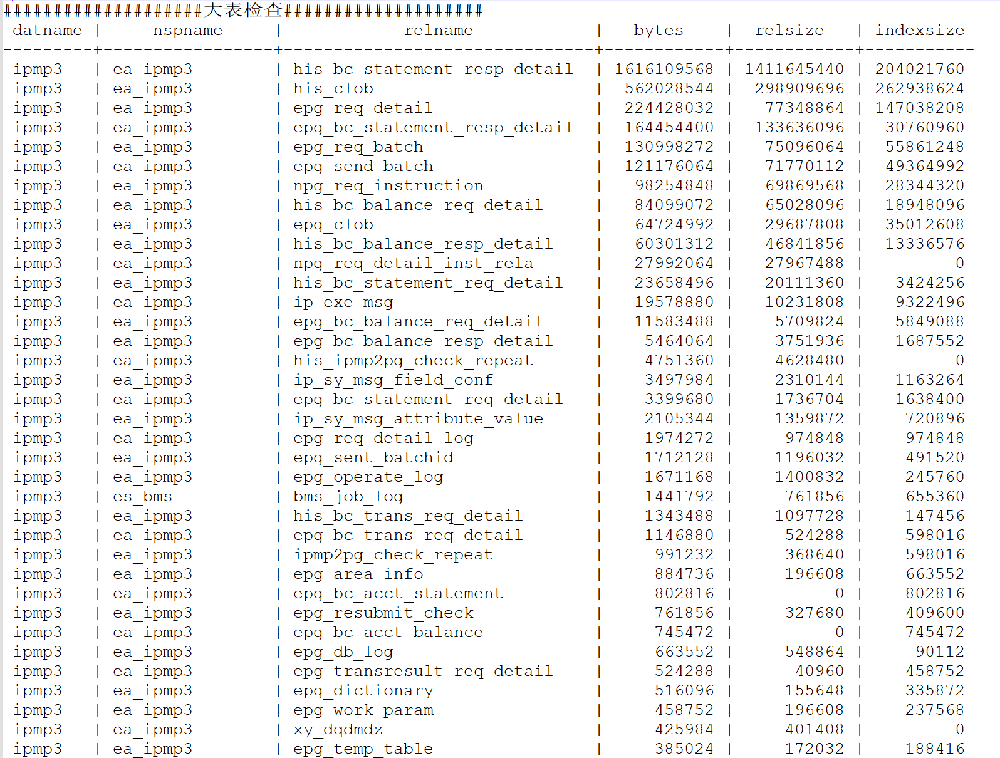 ####################大表检查####################
datname | nspname | relname | bytes | relsize | indexsize
---------+-----------------+-------------------------------+------------+------------+-----------
ipmp3 | ea_ipmp3 | his_bc_statement_resp_detail | 1616109568 | 1411645440 | 204021760
ipmp3 | ea_ipmp3 | his_clob | 562028544 | 298909696 | 262938624
ipmp3 | ea_ipmp3 | epg_req_detail | 224428032 | 77348864 | 147038208
ipmp3 | ea_ipmp3 | epg_bc_statement_resp_detail | 164454400 | 133636096 | 30760960
ipmp3 | ea_ipmp3 | epg_req_batch | 130998272 | 75096064 | 55861248
ipmp3 | ea_ipmp3 | epg_send_batch | 121176064 | 71770112 | 49364992
ipmp3 | ea_ipmp3 | npg_req_instruction | 98254848 | 69869568 | 28344320
ipmp3 | ea_ipmp3 | his_bc_balance_req_detail | 84099072 | 65028096 | 18948096
ipmp3 | ea_ipmp3 | epg_clob | 64724992 | 29687808 | 35012608
ipmp3 | ea_ipmp3 | his_bc_balance_resp_detail | 60301312 | 46841856 | 13336576
ipmp3 | ea_ipmp3 | npg_req_detail_inst_rela | 27992064 | 27967488 | 0
ipmp3 | ea_ipmp3 | his_bc_statement_req_detail | 23658496 | 20111360 | 3424256
ipmp3 | ea_ipmp3 | ip_exe_msg | 19578880 | 10231808 | 9322496
ipmp3 | ea_ipmp3 | epg_bc_balance_req_detail | 11583488 | 5709824 | 5849088
ipmp3 | ea_ipmp3 | epg_bc_balance_resp_detail | 5464064 | 3751936 | 1687552
ipmp3 | ea_ipmp3 | his_ipmp2pg_check_repeat | 4751360 | 4628480 | 0
ipmp3 | ea_ipmp3 | ip_sy_msg_field_conf | 3497984 | 2310144 | 1163264
ipmp3 | ea_ipmp3 | epg_bc_statement_req_detail | 3399680 | 1736704 | 1638400
ipmp3 | ea_ipmp3 | ip_sy_msg_attribute_value | 2105344 | 1359872 | 720896
ipmp3 | ea_ipmp3 | epg_req_detail_log | 1974272 | 974848 | 974848
ipmp3 | ea_ipmp3 | epg_sent_batchid | 1712128 | 1196032 | 491520
ipmp3 | ea_ipmp3 | epg_operate_log | 1671168 | 1400832 | 245760
ipmp3 | es_bms | bms_job_log | 1441792 | 761856 | 655360
ipmp3 | ea_ipmp3 | his_bc_trans_req_detail | 1343488 | 1097728 | 147456
ipmp3 | ea_ipmp3 | epg_bc_trans_req_detail | 1146880 | 524288 | 598016
ipmp3 | ea_ipmp3 | ipmp2pg_check_repeat | 991232 | 368640 | 598016
ipmp3 | ea_ipmp3 | epg_area_info | 884736 | 196608 | 663552
ipmp3 | ea_ipmp3 | epg_bc_acct_statement | 802816 | 0 | 802816
ipmp3 | ea_ipmp3 | epg_resubmit_check | 761856 | 327680 | 409600
ipmp3 | ea_ipmp3 | epg_bc_acct_balance | 745472 | 0 | 745472
ipmp3 | ea_ipmp3 | epg_db_log | 663552 | 548864 | 90112
ipmp3 | ea_ipmp3 | epg_transresult_req_detail | 524288 | 40960 | 458752
ipmp3 | ea_ipmp3 | epg_dictionary | 516096 | 155648 | 335872
ipmp3 | ea_ipmp3 | epg_work_param | 458752 | 196608 | 237568
ipmp3 | ea_ipmp3 | xy_dqdmdz | 425984 | 401408 | 0
ipmp3 | ea_ipmp3 | epg_temp_table | 385024 | 172032 | 188416